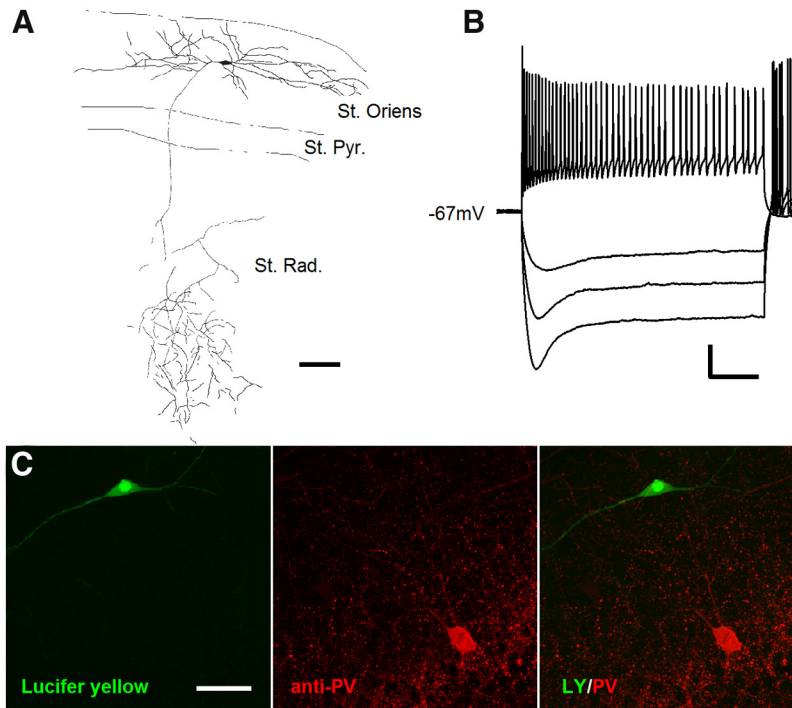 A
St. Oriens
St. Pyr.
St. Rad.
B
-67mV
C
Lucifer yellow
anti-PV
LY/PV